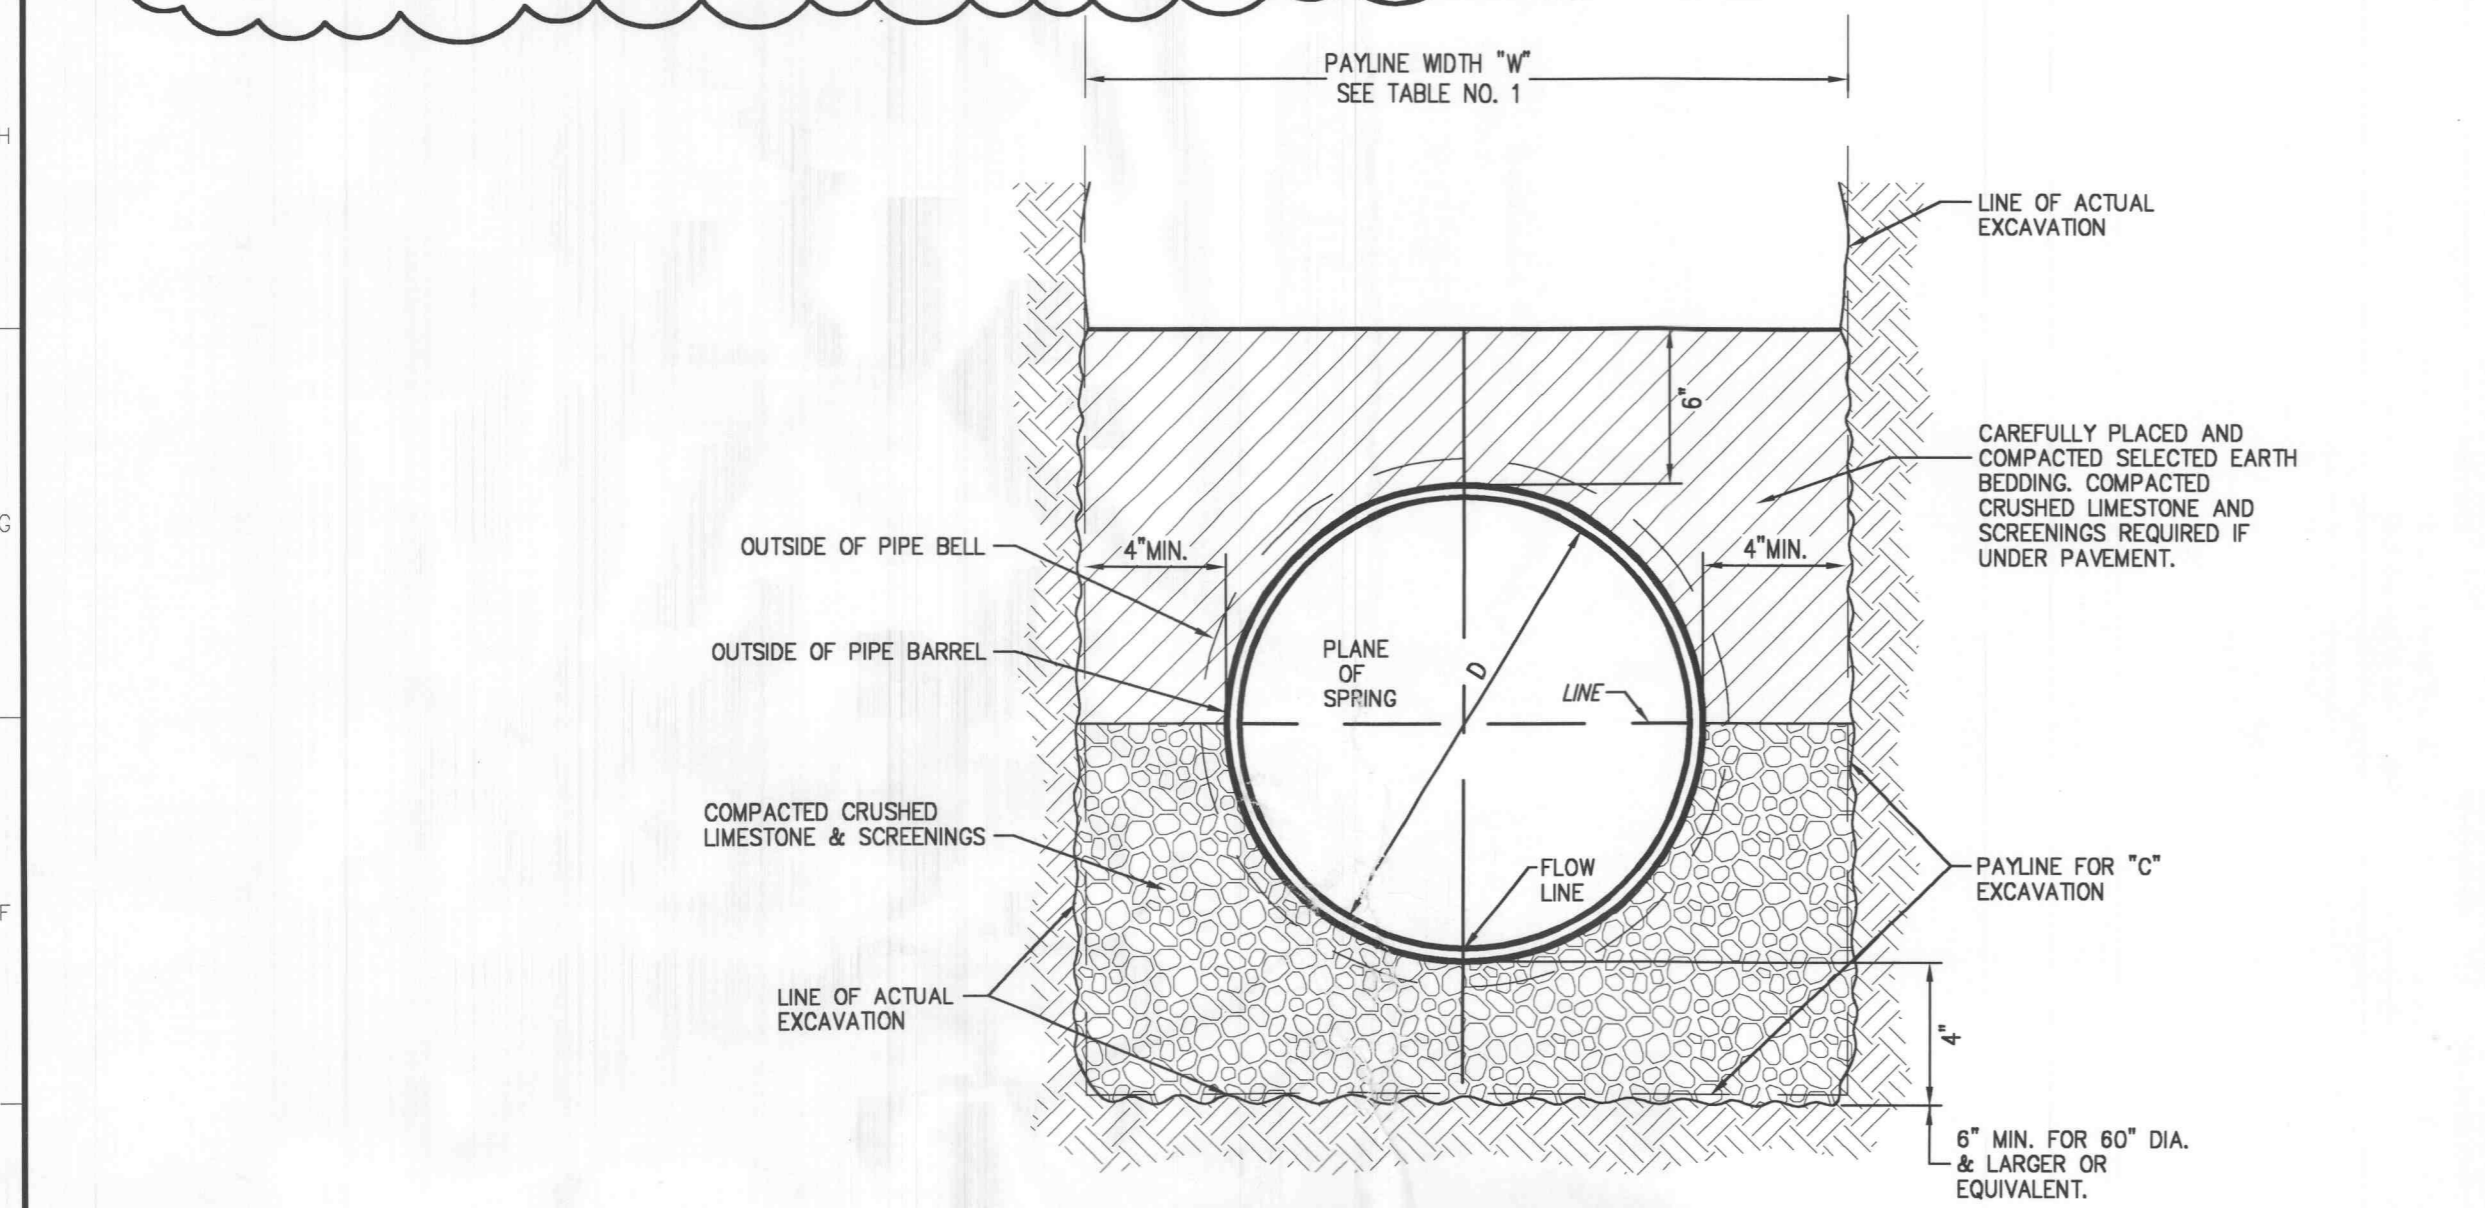 PAYLINE WIDTH "W"
SEE TABLE NO. 1
H
LINE OF ACTUAL
EXCAVATION
6"
CAREFULLY PLACED AND
COMPACTED SELECTED EARTH
BEDDING. COMPACTED
CRUSHED LIMESTONE AND
SCREENINGS REQUIRED IF
UNDER PAVEMENT.
G
OUTSIDE OF PIPE BELL
4"MIN.
4"MIN.
OUTSIDE OF PIPE BARREL
PLANE
OF
SPRING
D
LINE
COMPACTED CRUSHED
LIMESTONE & SCREENINGS
FLOW
LINE
PAYLINE FOR "C"
EXCAVATION
F
LINE OF ACTUAL
EXCAVATION
4"
6" MIN. FOR 60" DIA.
& LARGER OR
EQUIVALENT.